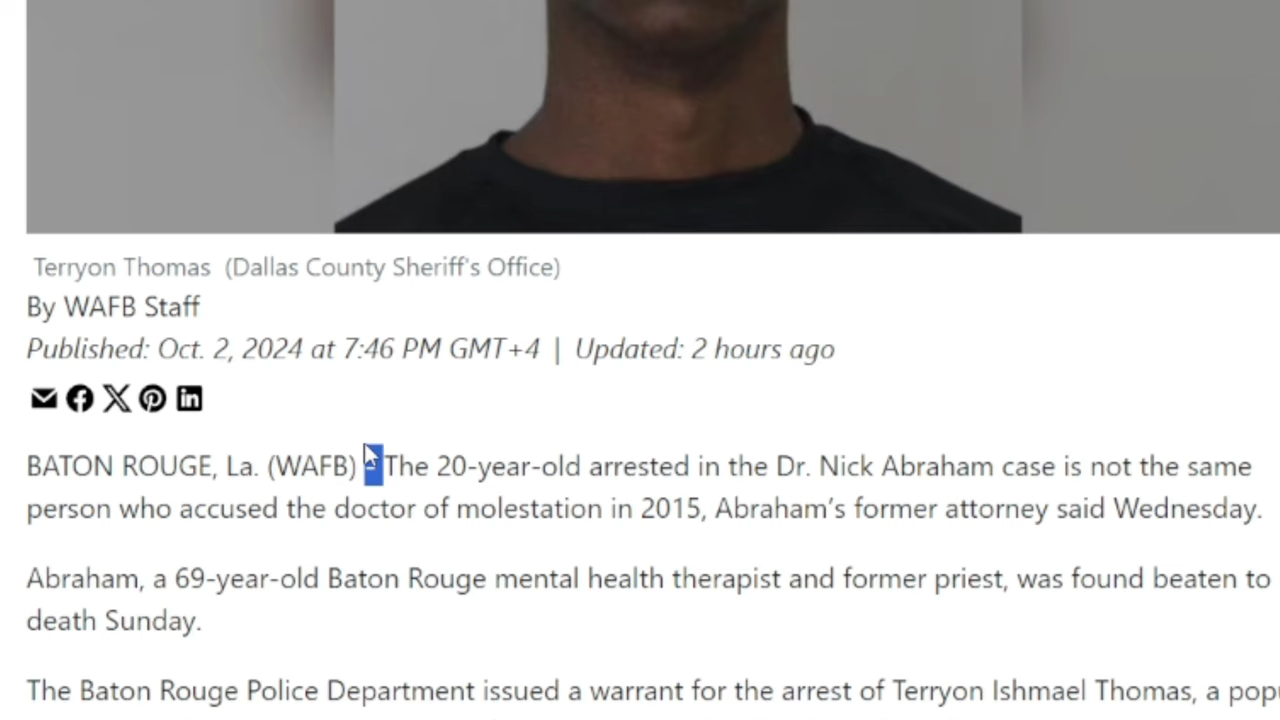 Terryon Thomas (Dallas County Sheriff's Office)
By WAFB Staff
Published: Oct. 2, 2024 at 7:46 PM GMT+4 | Updated: 2 hours ago
BATON ROUGE, La. (WAFB) - The 20-year-old arrested in the Dr. Nick Abraham case is not the same
person who accused the doctor of molestation in 2015, Abraham’s former attorney said Wednesday.
Abraham, a 69-year-old Baton Rouge mental health therapist and former priest, was found beaten to
death Sunday.
The Baton Rouge Police Department issued a warrant for the arrest of Terryon Ishmael Thomas, a